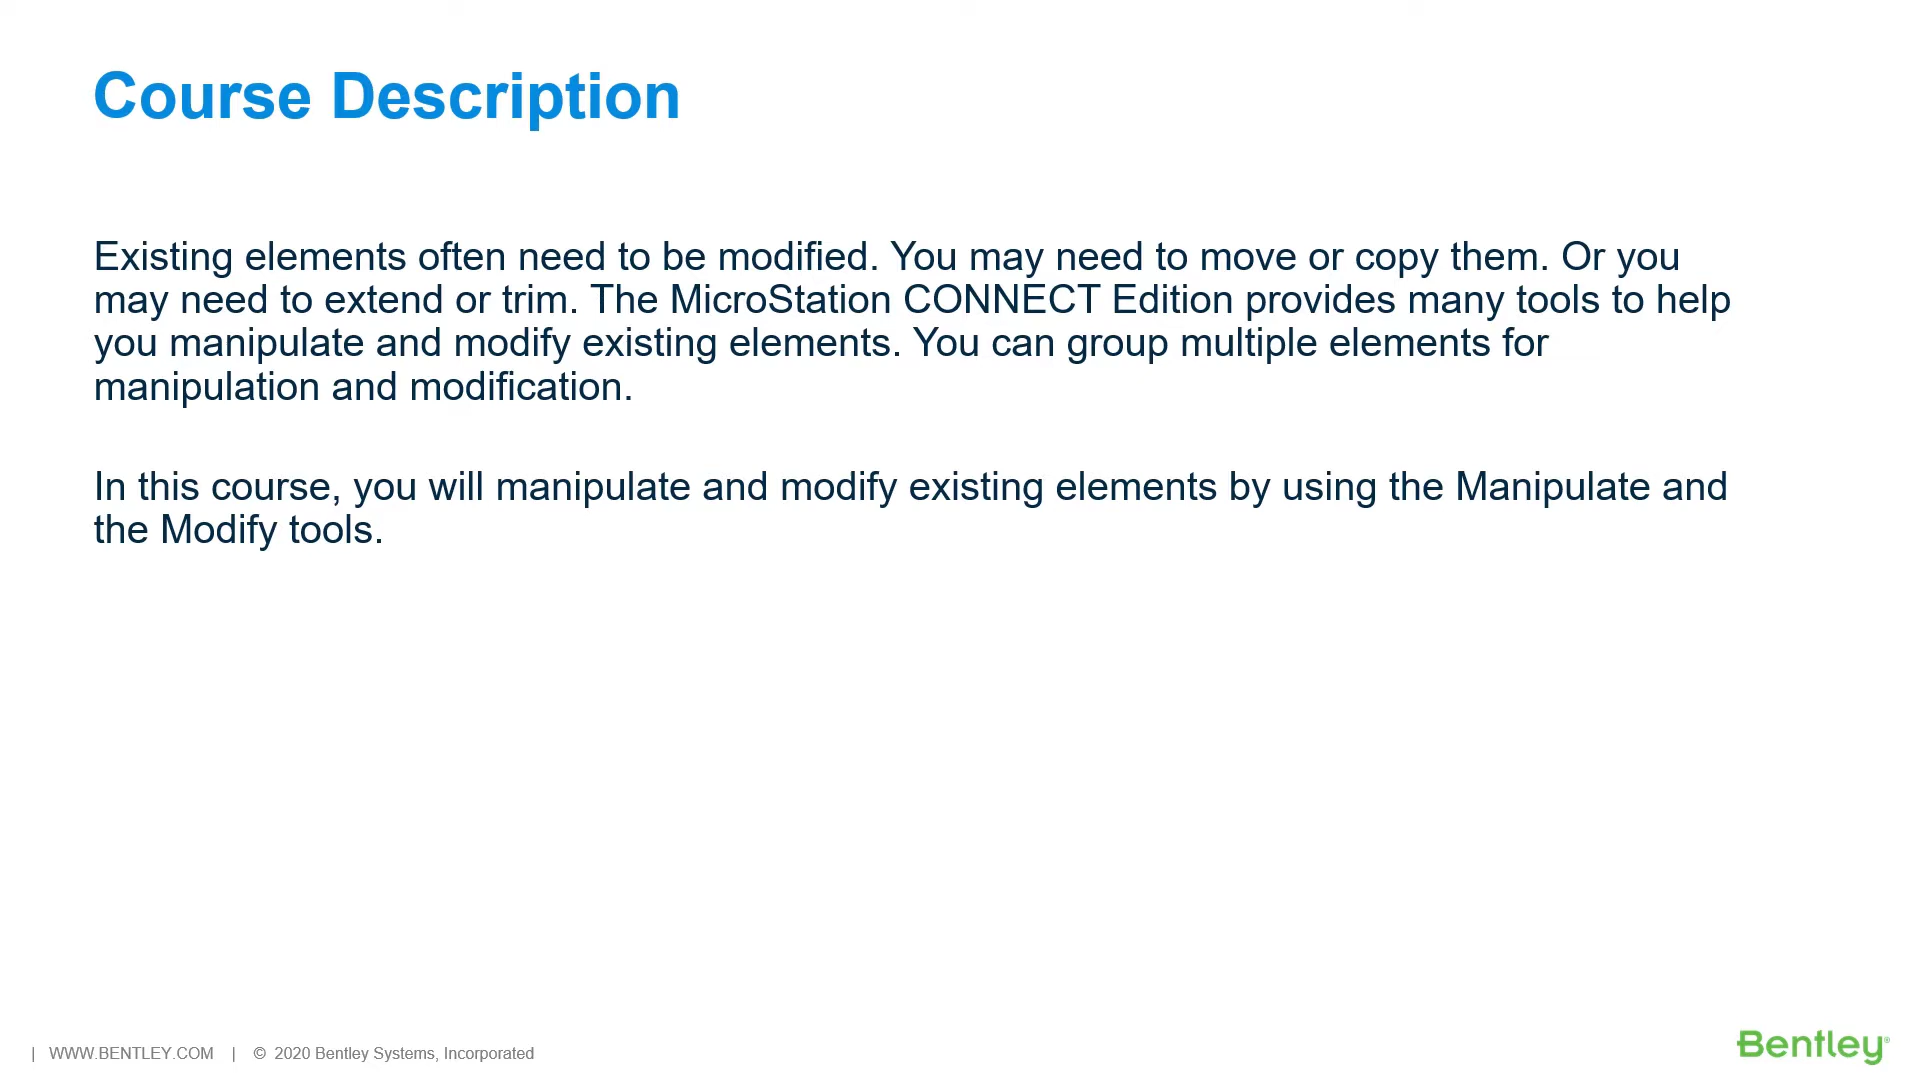 Course Description
Existing elements often need to be modified. You may need to move or copy them. Or you
may need to extend or trim. The MicroStation CONNECT Edition provides many tools to help
you manipulate and modify existing elements. You can group multiple elements for
manipulation and modification.
In this course, you will manipulate and modify existing elements by using the Manipulate and
the Modify tools.
| WWW.BENTLEY.COM | © 2020 Bentley Systems, Incorporated
Bentley®